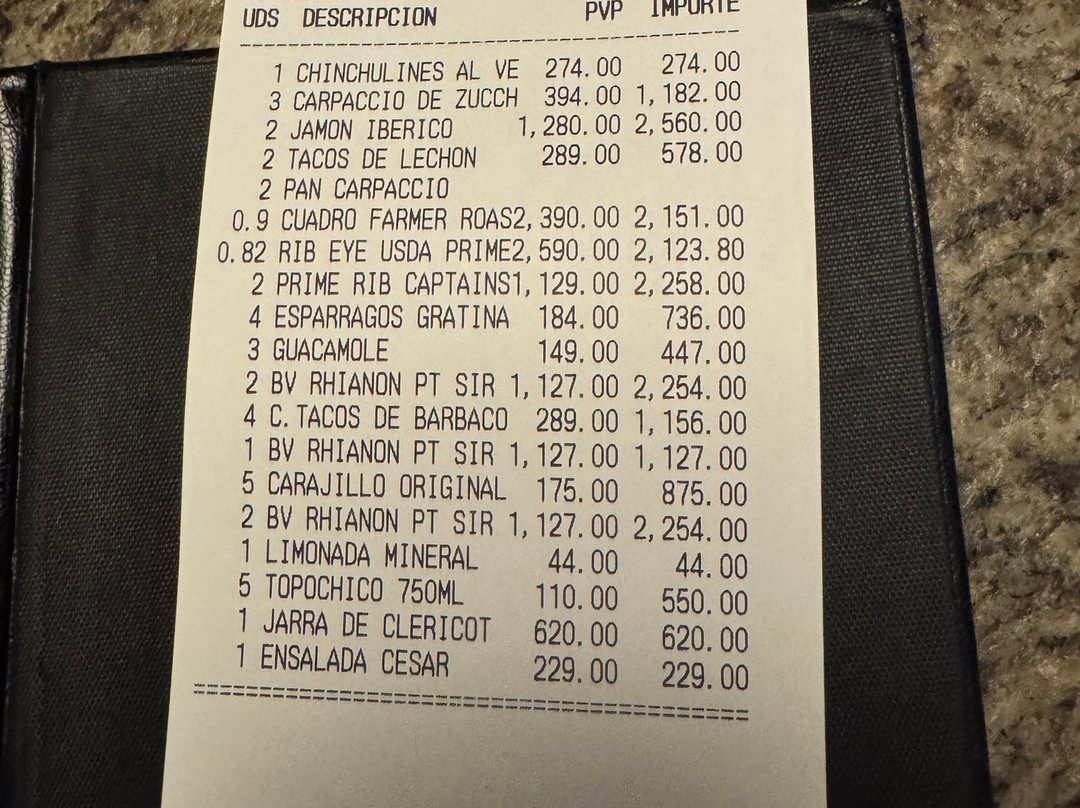 UDS DESCRIPCION PVP IMPORTE
1 CHINCHULINES AL VE 274.00 274.00
3 CARPACCIO DE ZUCCH 394.00 1,182.00
2 JAMON IBERICO 1,280.00 2,560.00
2 TACOS DE LECHON 289.00 578.00
2 PAN CARPACCIO
0.9 CUADRO FARMER ROAS2,390.00 2,151.00
0.82 RIB EYE USDA PRIME2,590.00 2,123.80
2 PRIME RIB CAPTAINS1,129.00 2,258.00
4 ESPARRAGOS GRATINA 184.00 736.00
3 GUACAMOLE 149.00 447.00
2 BV RHIANON PT SIR 1,127.00 2,254.00
4 C.TACOS DE BARBACO 289.00 1,156.00
1 BV RHIANON PT SIR 1,127.00 1,127.00
5 CARAJILLO ORIGINAL 175.00 875.00
2 BV RHIANON PT SIR 1,127.00 2,254.00
1 LIMONADA MINERAL 44.00 44.00
5 TOPOCHICO 750ML 110.00 550.00
1 JARRA DE CLERICOT 620.00 620.00
1 ENSALADA CESAR 229.00 229.00